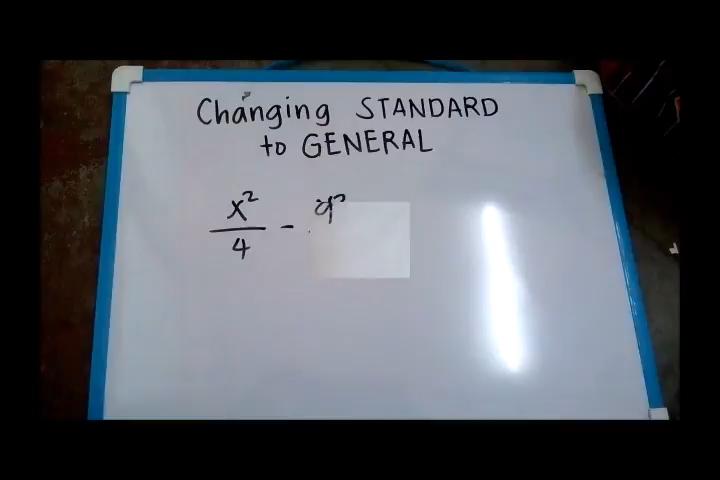 Changing STANDARD
to GENERAL
x²
4 -